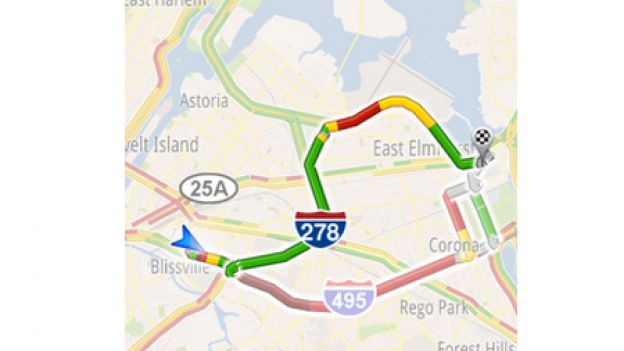 East Harlem
Astoria
velt Island
East Elmhurst
25A
278
Blissville
Corona
495
Rego Park
Forest Hills